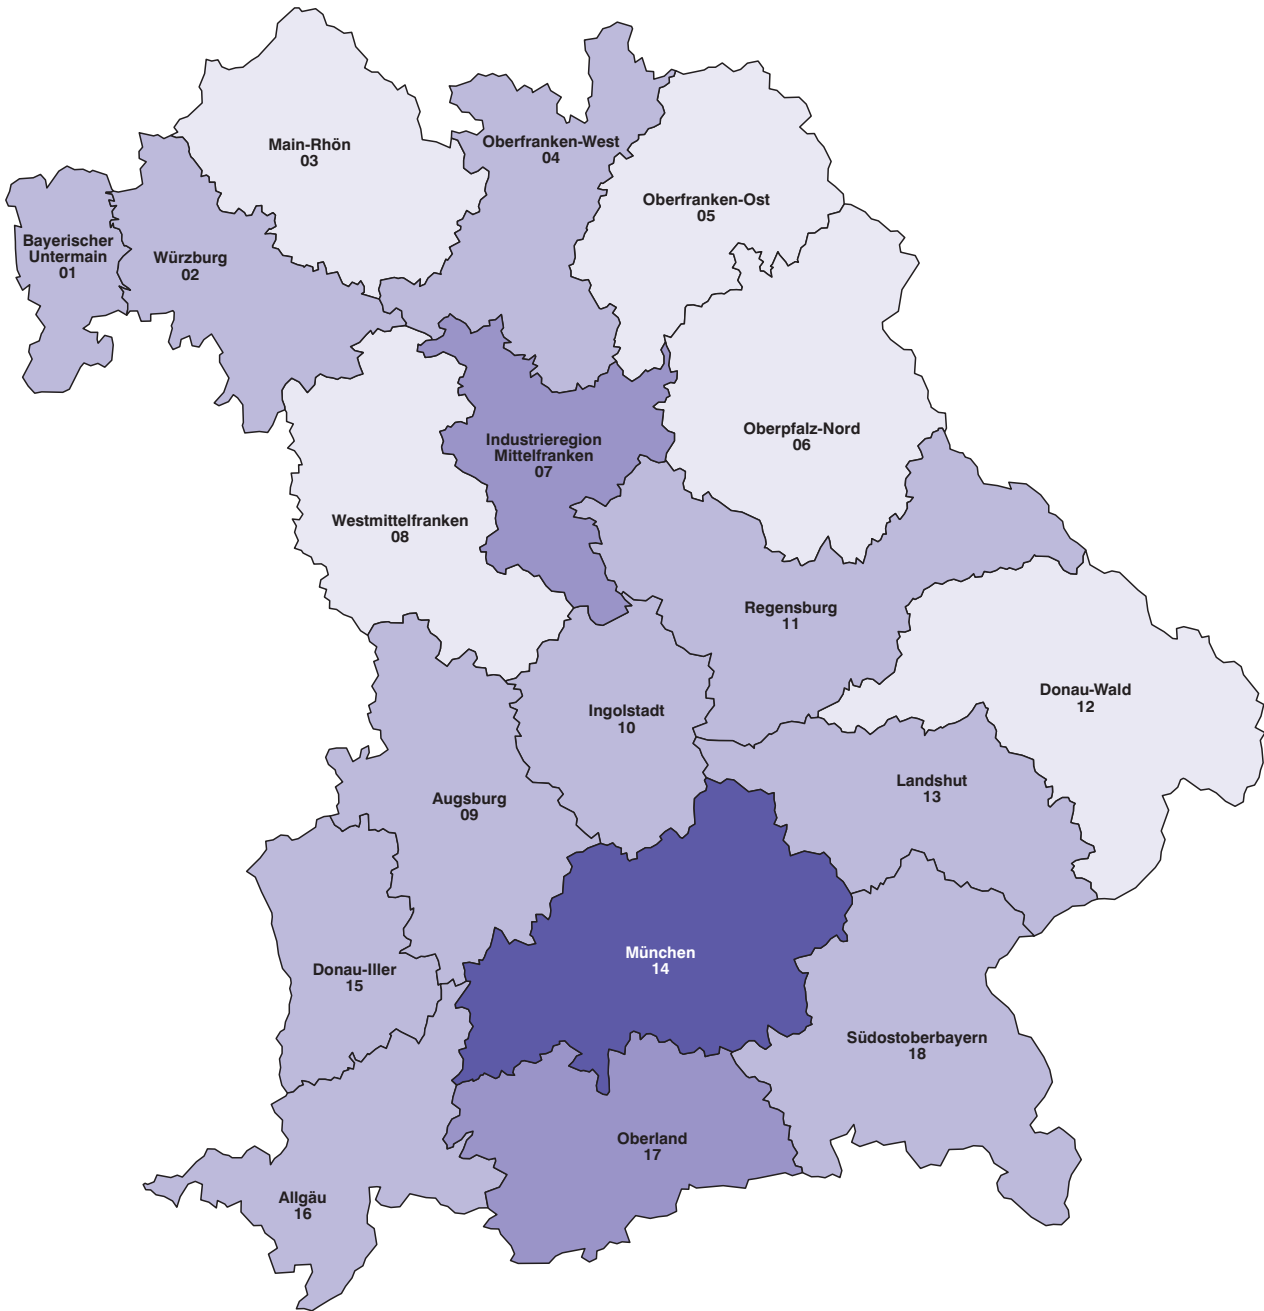 Main-Rhön
03
Oberfranken-West
04
Oberfranken-Ost
05
Bayerischer
Untermain
01
Würzburg
02
Industrieregion
Mittelfranken
07
Oberpfalz-Nord
06
Westmittelfranken
08
Regensburg
11
Donau-Wald
12
Ingolstadt
10
Landshut
13
Augsburg
09
München
14
Donau-Iller
15
Südostoberbayern
18
Oberland
17
Allgäu
16